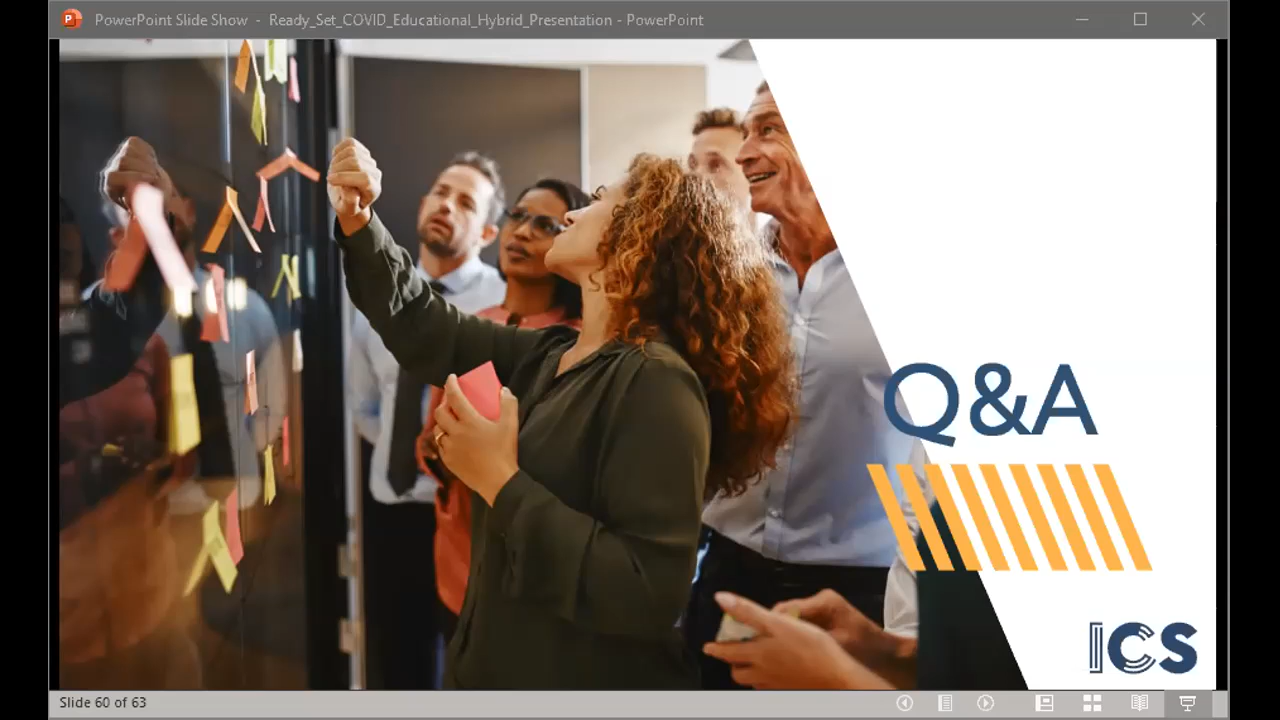 PowerPoint Slide Show - Ready_Set_COVID_Educational_Hybrid_Presentation - PowerPoint
Q&A
ICS
Slide 60 of 63